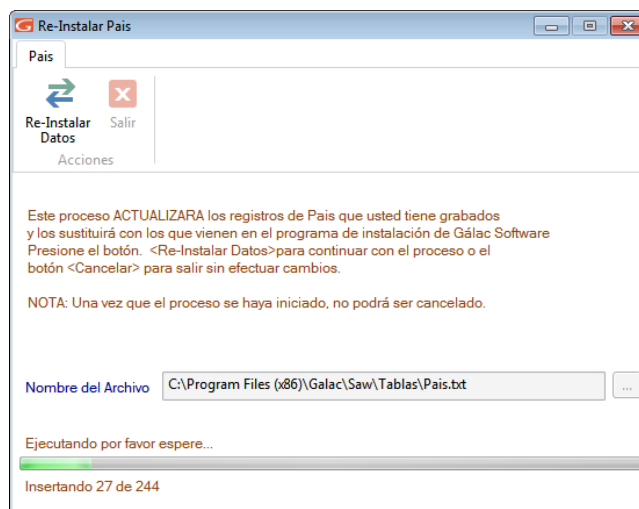 Re-Instalar Pais
Pais
Re-Instalar
Datos
Salir
Acciones
Este proceso ACTUALIZARA los registros de Pais que usted tiene grabados
y los sustituirá con los que vienen en el programa de instalación de Gálac Software
Presione el botón.  <Re-Instalar Datos>para continuar con el proceso o el
botón <Cancelar> para salir sin efectuar cambios.
NOTA: Una vez que el proceso se haya iniciado, no podrá ser cancelado.
Nombre del Archivo
C:\Program Files (x86)\Galac\Saw\Tablas\Pais.txt
...
Ejecutando por favor espere...
Insertando 27 de 244